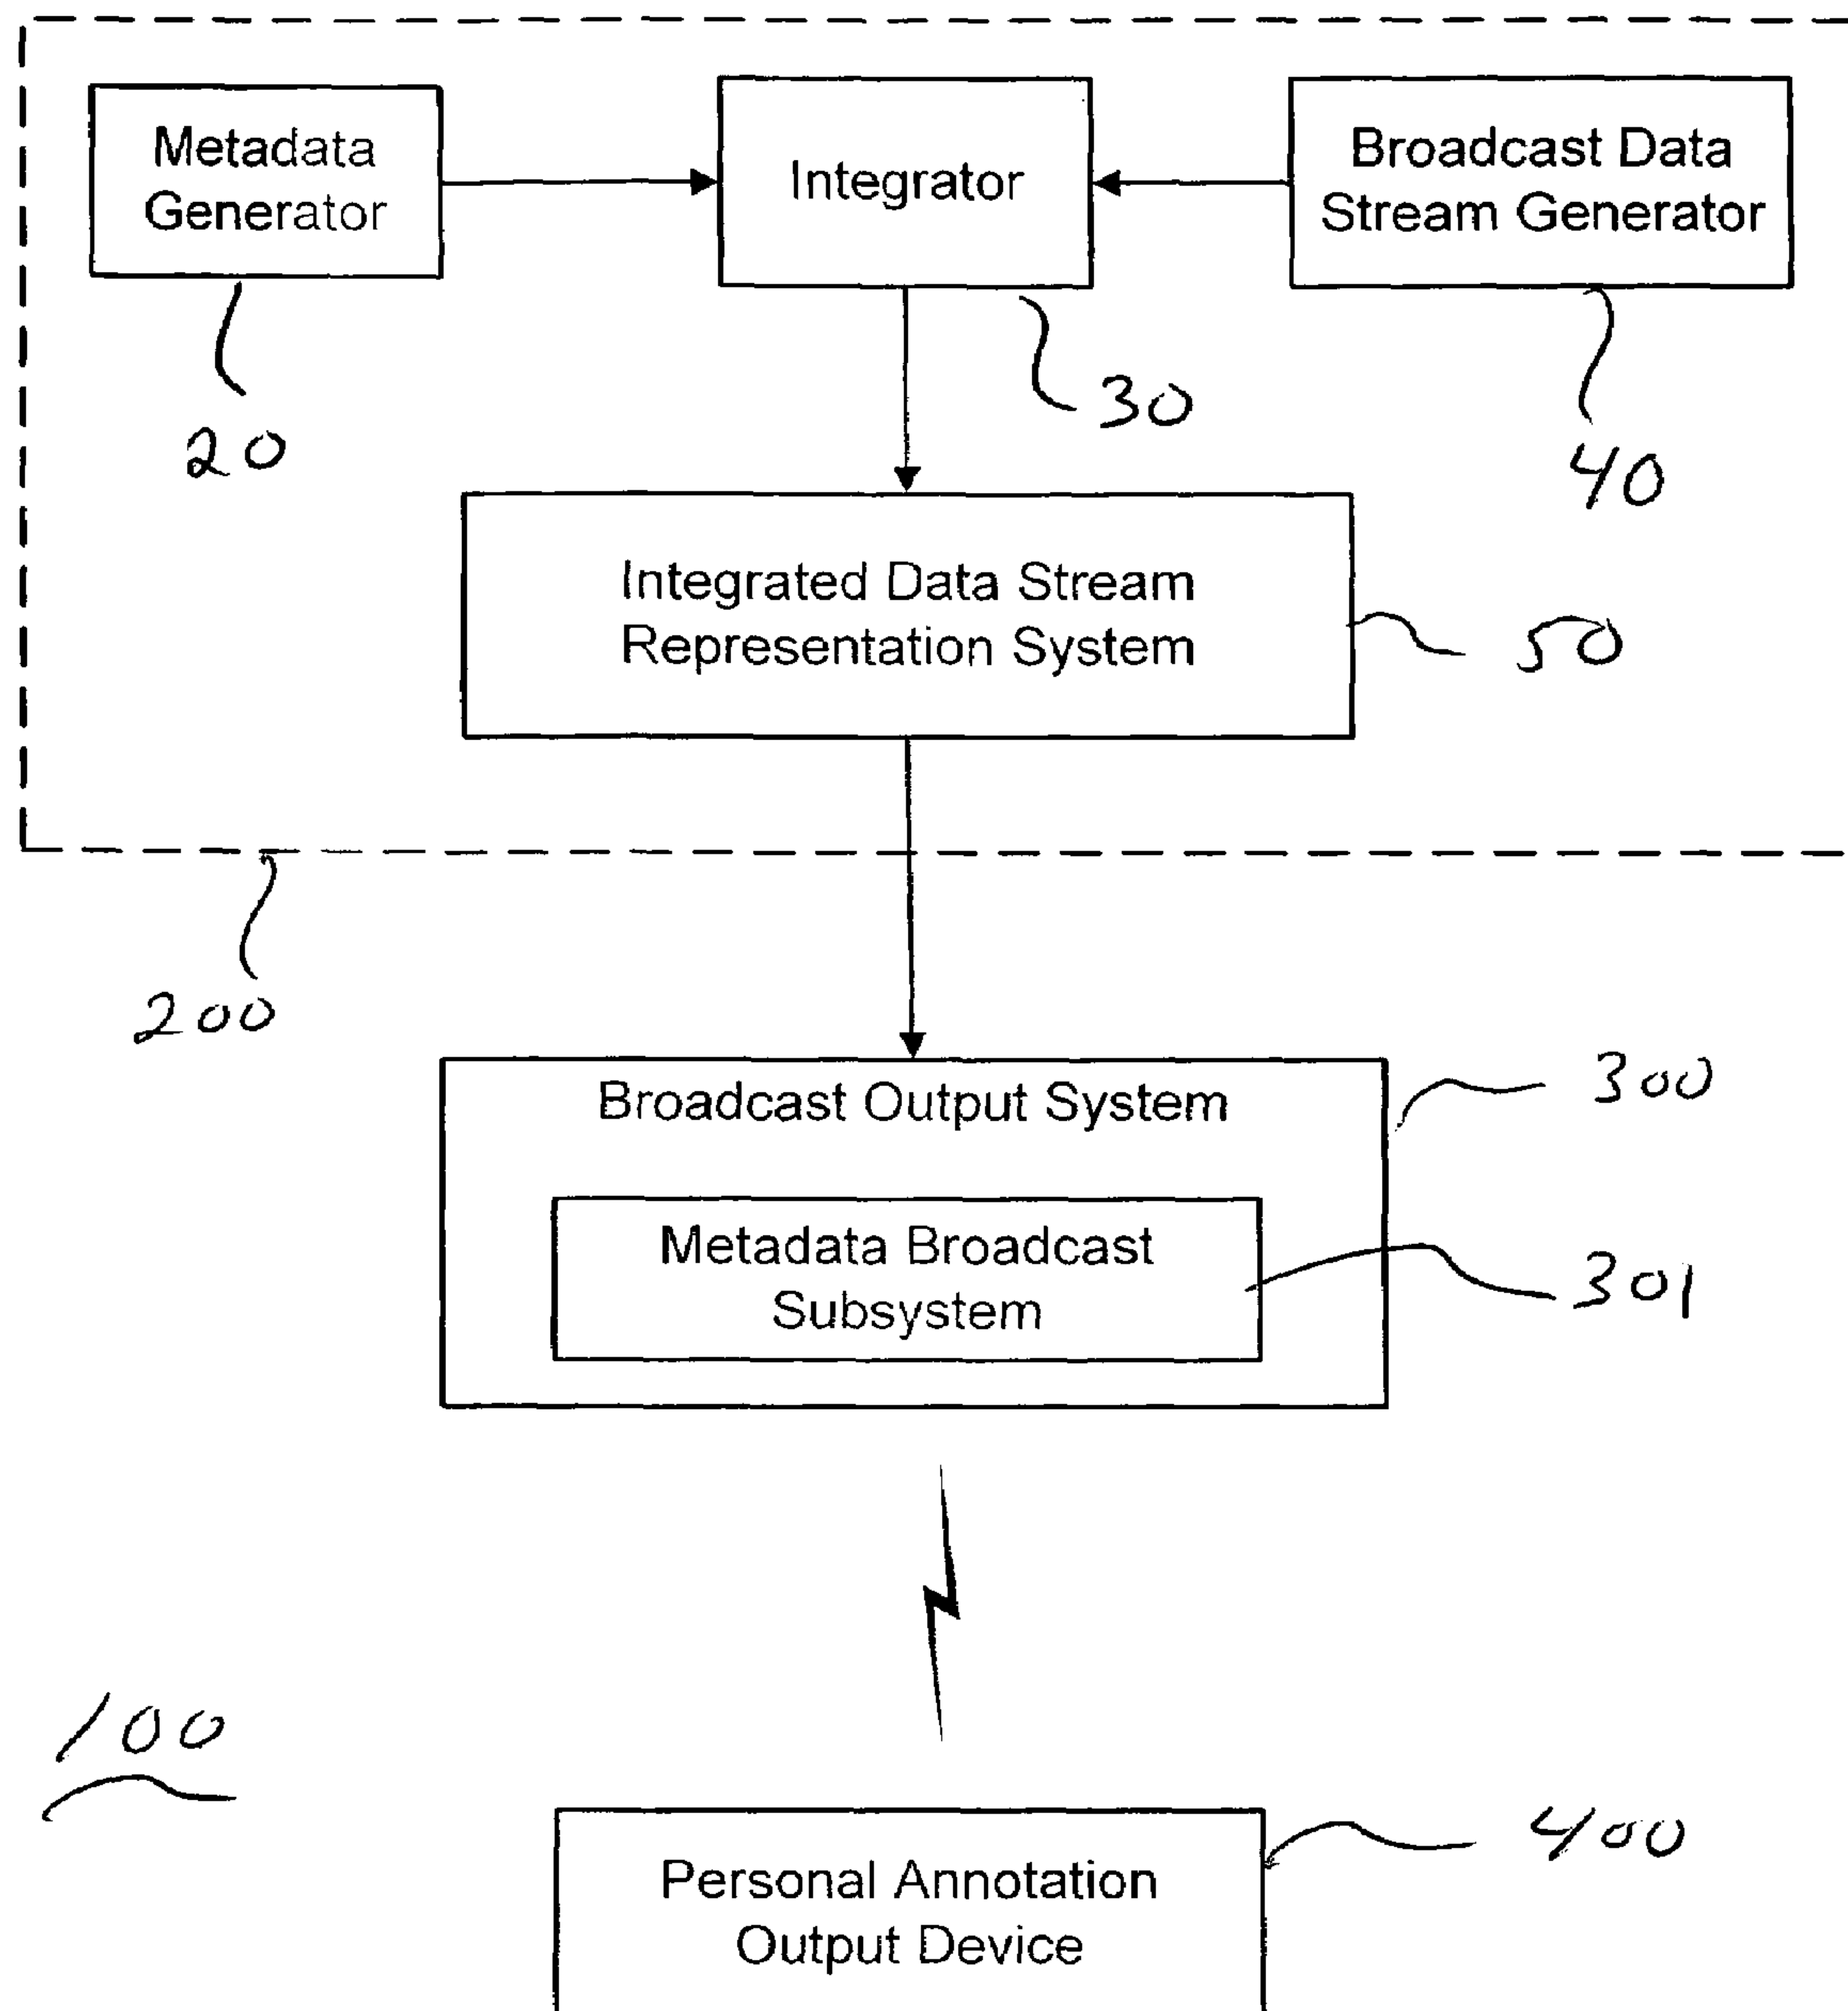 Metadata
Generator
Integrator
Broadcast Data
Stream Generator
20
30
40
Integrated Data Stream
Representation System
50
200
Broadcast Output System
300
Metadata Broadcast
Subsystem
301
100
Personal Annotation
Output Device
400